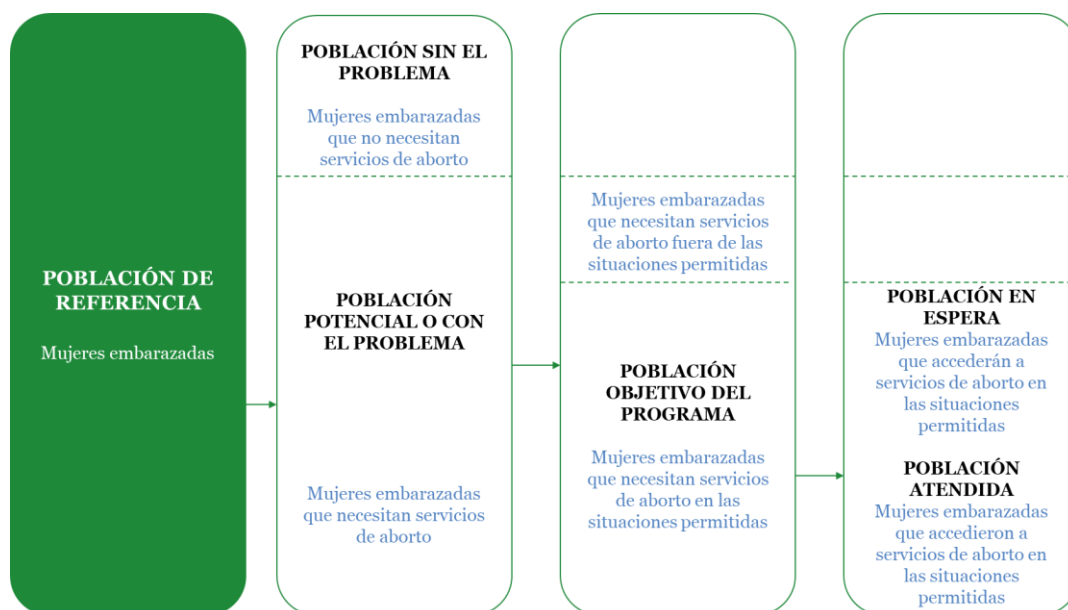 POBLACIÓN DE
REFERENCIA
Mujeres embarazadas
POBLACIÓN SIN EL
PROBLEMA
Mujeres embarazadas
que no necesitan
servicios de aborto
POBLACIÓN
POTENCIAL O CON
EL PROBLEMA
Mujeres embarazadas
que necesitan servicios
de aborto
Mujeres embarazadas
que necesitan servicios
de aborto fuera de las
situaciones permitidas
POBLACIÓN
OBJETIVO DEL
PROGRAMA
Mujeres embarazadas
que necesitan servicios
de aborto en las
situaciones permitidas
POBLACIÓN EN
ESPERA
Mujeres embarazadas
que accederán a
servicios de aborto en
las situaciones
permitidas
POBLACIÓN
ATENDIDA
Mujeres embarazadas
que accedieron a
servicios de aborto en
las situaciones
permitidas